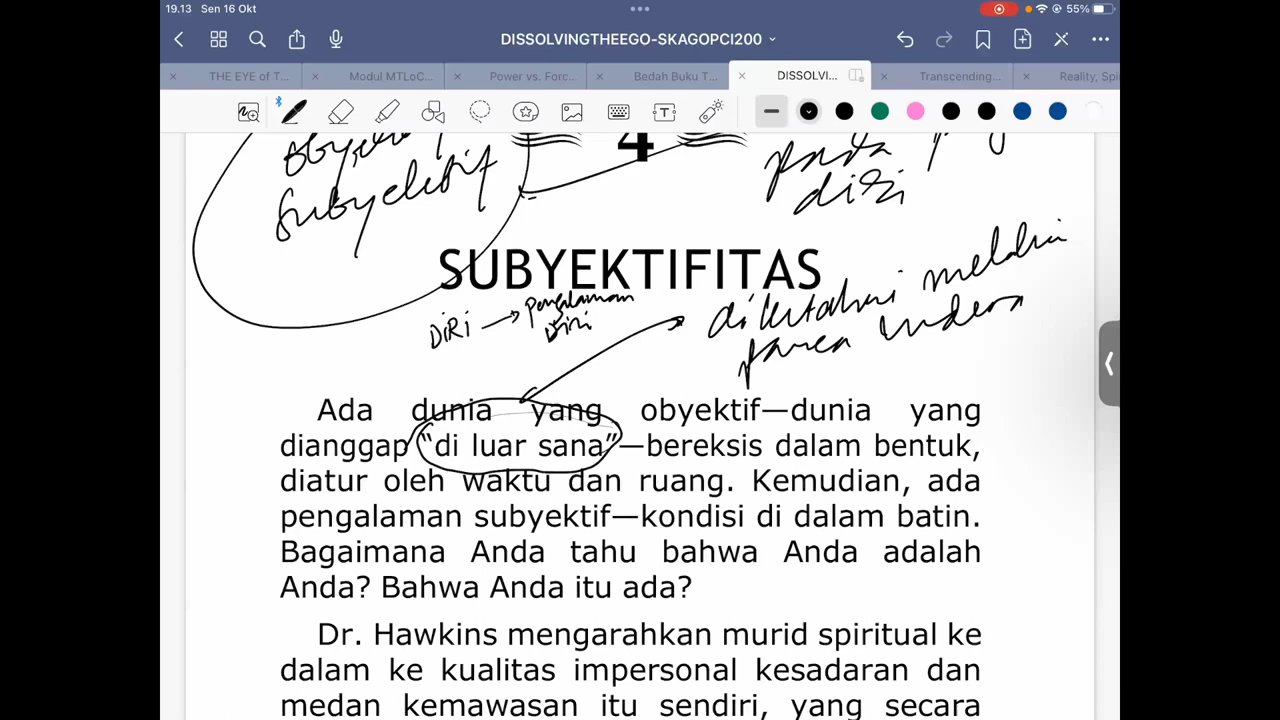 19.13 Sen 16 Okt
55%
DISSOLVINGTHEEGO-SKAGOPCI200
THE EYE of T...
Modul MTLoC...
Power vs. Forc...
Bedah Buku T...
DISSOLVI...
Transcending...
Reality, Spi
T
4
Subyektif
pada
diri
SUBYEKTIFITAS
DiRi → pengalaman
Diri
diketahui melalui
panca indera
Ada dunia yang obyektif—dunia yang
dianggap “di luar sana”—bereksis dalam bentuk,
diatur oleh waktu dan ruang. Kemudian, ada
pengalaman subyektif—kondisi di dalam batin.
Bagaimana Anda tahu bahwa Anda adalah
Anda? Bahwa Anda itu ada?
Dr. Hawkins mengarahkan murid spiritual ke
dalam ke kualitas impersonal kesadaran dan
medan kemawasan itu sendiri, yang secara